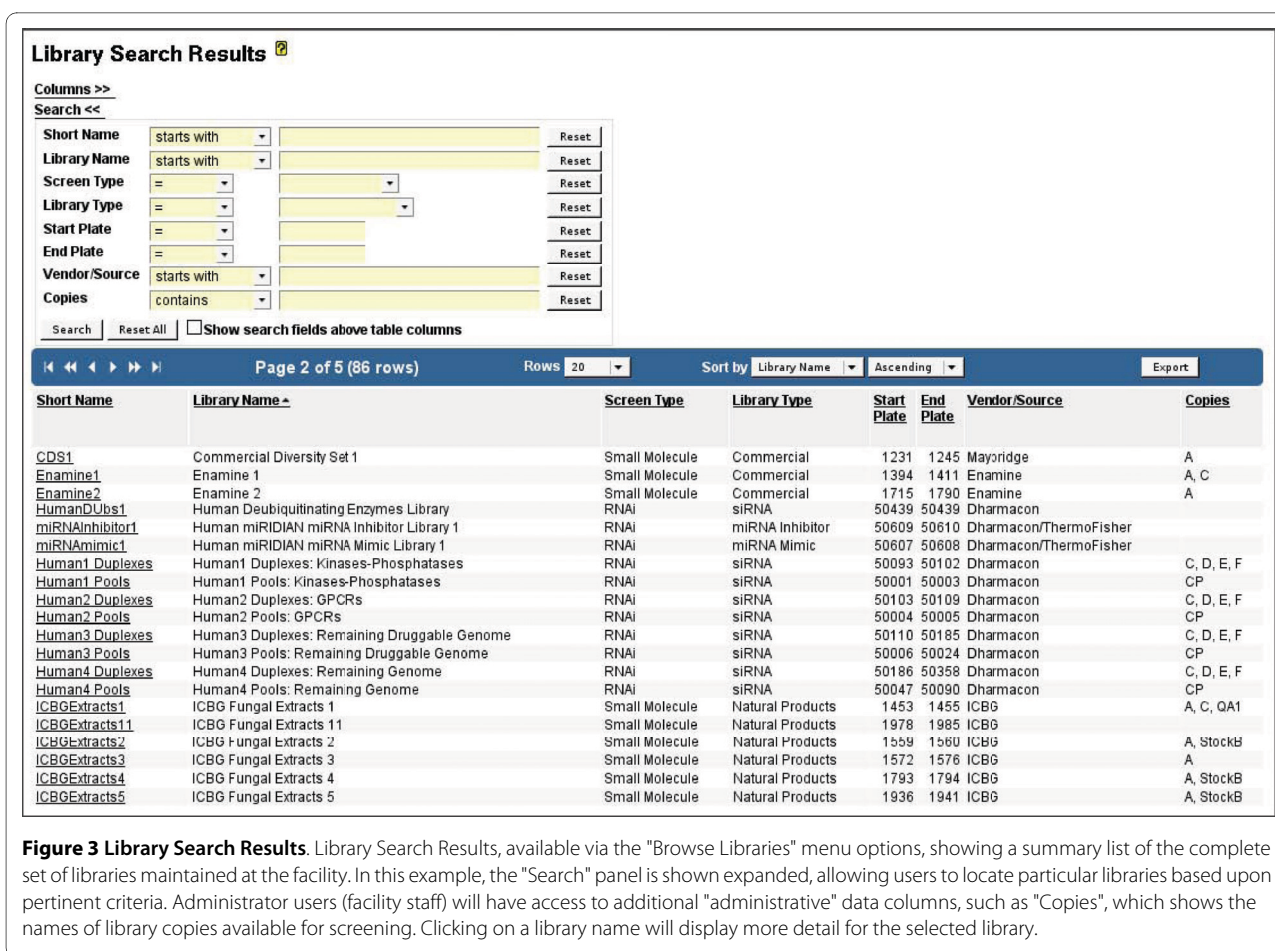 Library Search Results ?
Columns >>
Search <<
Short Name starts with Reset
Library Name starts with Reset
Screen Type = Reset
Library Type = Reset
Start Plate = Reset
End Plate = Reset
Vendor/Source starts with Reset
Copies contains Reset
Search Reset All Show search fields above table columns
Page 2 of 5 (86 rows) Rows 20 Sort by Library Name Ascending Export
Short Name Library Name Screen Type Library Type Start Plate End Plate Vendor/Source Copies
CDS1 Commercial Diversity Set 1 Small Molecule Commercial 1231 1245 Maybridge A
Enamine1 Enamine 1 Small Molecule Commercial 1394 1411 Enamine A, C
Enamine2 Enamine 2 Small Molecule Commercial 1715 1790 Enamine A
HumanDUbs1 Human Deubiquitinating Enzymes Library RNAi siRNA 50439 50439 Dharmacon
miRNAInhibitor1 Human miRIDIAN miRNA Inhibitor Library 1 RNAi miRNA Inhibitor 50609 50610 Dharmacon/ThermoFisher
miRNAmimic1 Human miRIDIAN miRNA Mimic Library 1 RNAi miRNA Mimic 50607 50608 Dharmacon/ThermoFisher
Human1 Duplexes Human1 Duplexes: Kinases-Phosphatases RNAi siRNA 50093 50102 Dharmacon C, D, E, F
Human1 Pools Human1 Pools: Kinases-Phosphatases RNAi siRNA 50001 50003 Dharmacon CP
Human2 Duplexes Human2 Duplexes: GPCRs RNAi siRNA 50103 50109 Dharmacon C, D, E, F
Human2 Pools Human2 Pools: GPCRs RNAi siRNA 50004 50005 Dharmacon CP
Human3 Duplexes Human3 Duplexes: Remaining Druggable Genome RNAi siRNA 50110 50185 Dharmacon C, D, E, F
Human3 Pools Human3 Pools: Remaining Druggable Genome RNAi siRNA 50006 50024 Dharmacon CP
Human4 Duplexes Human4 Duplexes: Remaining Genome RNAi siRNA 50186 50358 Dharmacon C, D, E, F
Human4 Pools Human4 Pools: Remaining Genome RNAi siRNA 50047 50090 Dharmacon CP
ICBGExtracts1 ICBG Fungal Extracts 1 Small Molecule Natural Products 1453 1455 ICBG A, C, QA1
ICBGExtracts11 ICBG Fungal Extracts 11 Small Molecule Natural Products 1978 1985 ICBG
ICBGExtracts2 ICBG Fungal Extracts 2 Small Molecule Natural Products 1559 1560 ICBG A, StockB
ICBGExtracts3 ICBG Fungal Extracts 3 Small Molecule Natural Products 1572 1576 ICBG A
ICBGExtracts4 ICBG Fungal Extracts 4 Small Molecule Natural Products 1793 1794 ICBG A, StockB
ICBGExtracts5 ICBG Fungal Extracts 5 Small Molecule Natural Products 1936 1941 ICBG A, StockB
Figure 3 Library Search Results. Library Search Results, available via the "Browse Libraries" menu options, showing a summary list of the complete
set of libraries maintained at the facility. In this example, the "Search" panel is shown expanded, allowing users to locate particular libraries based upon
pertinent criteria. Administrator users (facility staff) will have access to additional "administrative" data columns, such as "Copies", which shows the
names of library copies available for screening. Clicking on a library name will display more detail for the selected library.